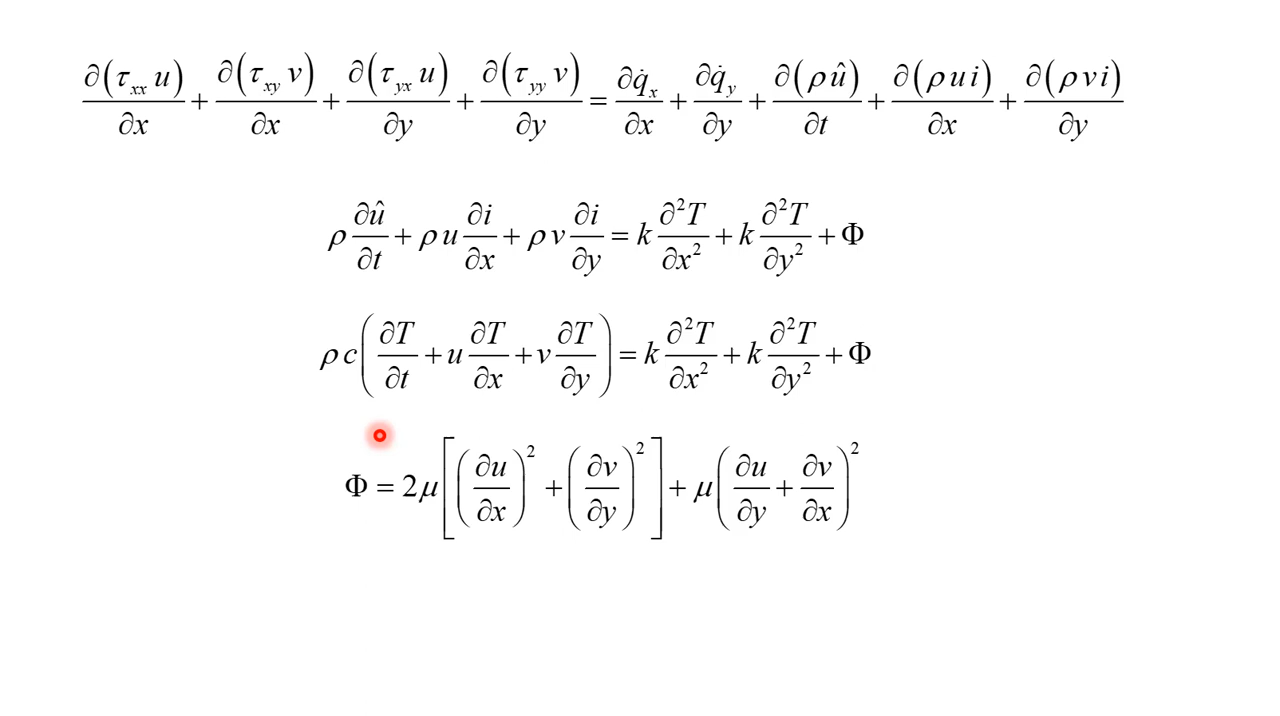 ∂(τ_xx u)/∂x + ∂(τ_xy v)/∂x + ∂(τ_yx u)/∂y + ∂(τ_yy v)/∂y = ∂q̇_x/∂x + ∂q̇_y/∂y + ∂(ρû)/∂t + ∂(ρui)/∂x + ∂(ρvi)/∂y
ρ ∂û/∂t + ρu ∂i/∂x + ρv ∂i/∂y = k ∂²T/∂x² + k ∂²T/∂y² + Φ
ρc(∂T/∂t + u ∂T/∂x + v ∂T/∂y) = k ∂²T/∂x² + k ∂²T/∂y² + Φ
Φ = 2μ[(∂u/∂x)² + (∂v/∂y)²] + μ(∂u/∂y + ∂v/∂x)²